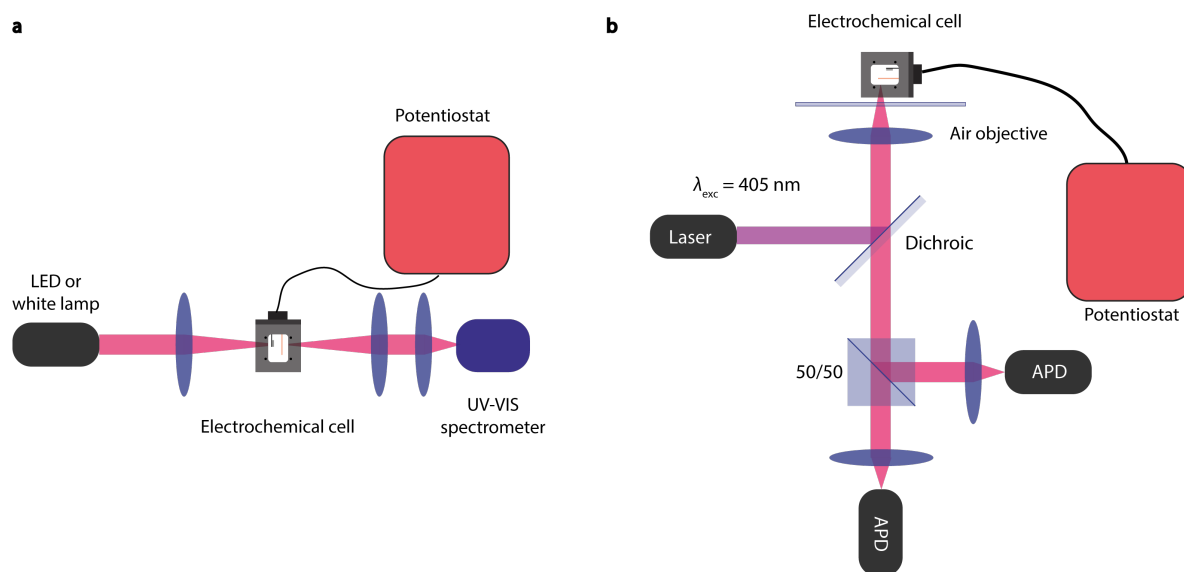 a
Potentiostat
LED or
white lamp
Electrochemical cell
UV-VIS
spectrometer
b
Electrochemical cell
Air objective
λexc = 405 nm
Laser
Dichroic
Potentiostat
50/50
APD
APD